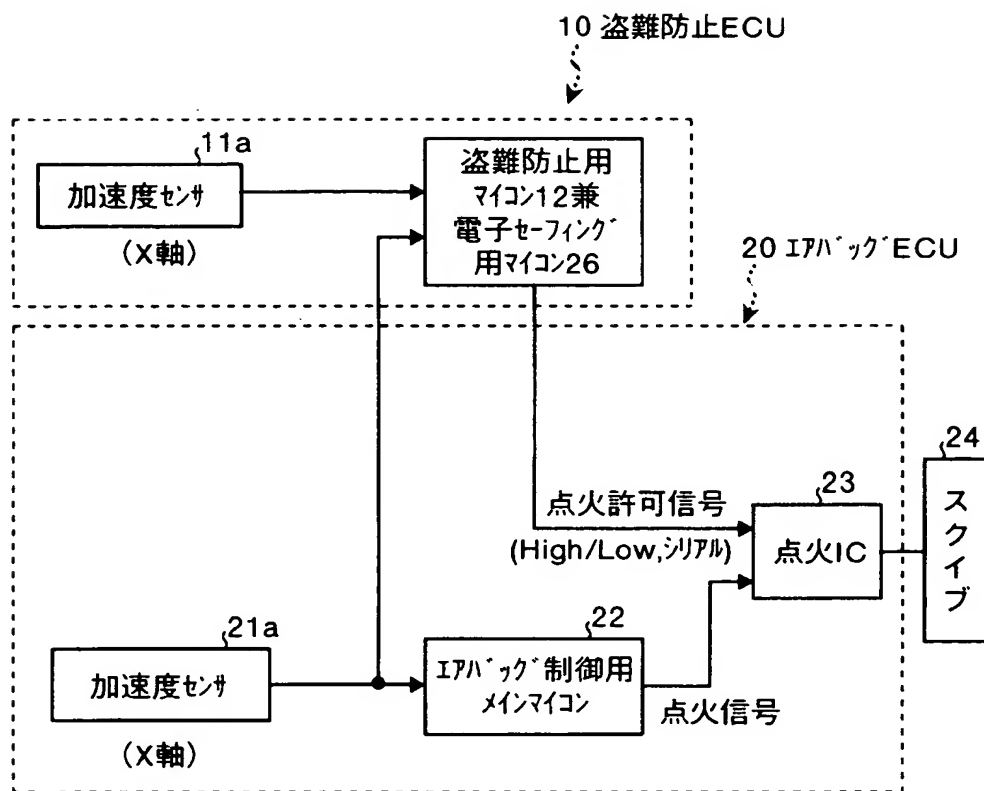 10 盗難防止ECU
11a
加速度ｾﾝｻ
(X軸)
盗難防止用
ﾏｲｺﾝ12兼
電子ｾｰﾌｨﾝｸﾞ
用ﾏｲｺﾝ26
20 ｴｱﾊﾞｯｸﾞECU
24
スクイブ
23
点火IC
点火許可信号
(High/Low,ｼﾘｱﾙ)
21a
加速度ｾﾝｻ
(X軸)
22
ｴｱﾊﾞｯｸﾞ制御用
ﾒｲﾝﾏｲｺﾝ
点火信号